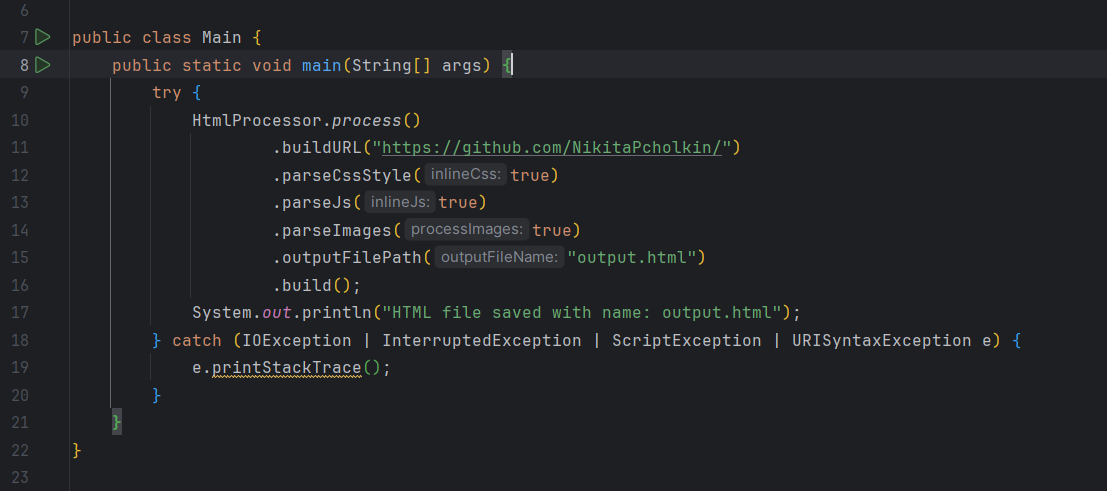 6
7 public class Main {
8 public static void main(String[] args) {
9 try {
10 HtmlProcessor.process()
11 .buildURL("https://github.com/NikitaPcholkin/")
12 .parseCssStyle( inlineCss: true)
13 .parseJs( inlineJs: true)
14 .parseImages( processImages: true)
15 .outputFilePath( outputFileName: "output.html")
16 .build();
17 System.out.println("HTML file saved with name: output.html");
18 } catch (IOException | InterruptedException | ScriptException | URISyntaxException e) {
19 e.printStackTrace();
20 }
21 }
22 }
23